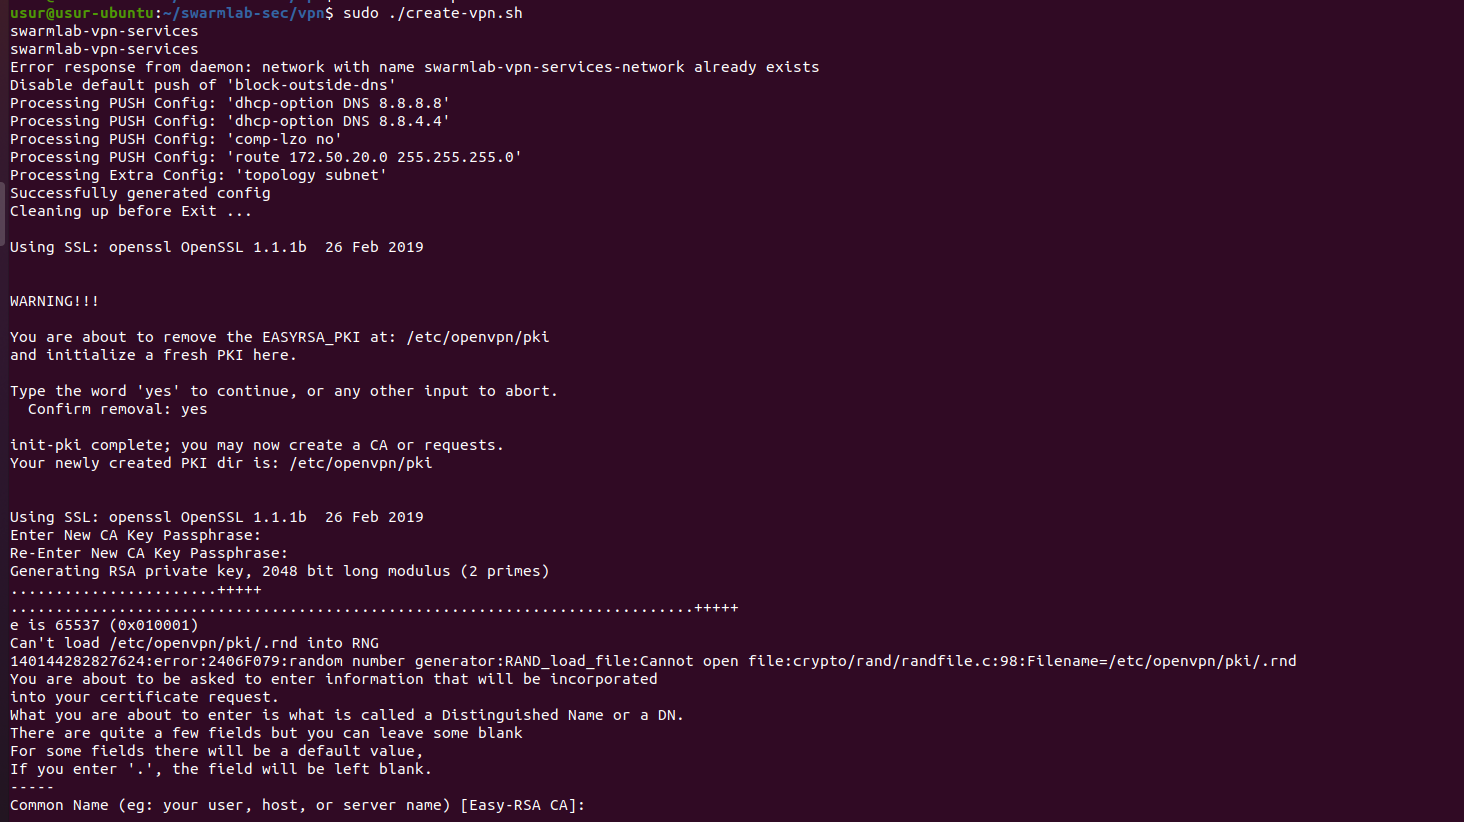 usur@usur-ubuntu:~/swarmlab-sec/vpn$ sudo ./create-vpn.sh
swarmlab-vpn-services
swarmlab-vpn-services
Error response from daemon: network with name swarmlab-vpn-services-network already exists
Disable default push of 'block-outside-dns'
Processing PUSH Config: 'dhcp-option DNS 8.8.8.8'
Processing PUSH Config: 'dhcp-option DNS 8.8.4.4'
Processing PUSH Config: 'comp-lzo no'
Processing PUSH Config: 'route 172.50.20.0 255.255.255.0'
Processing Extra Config: 'topology subnet'
Successfully generated config
Cleaning up before Exit ...
Using SSL: openssl OpenSSL 1.1.1b  26 Feb 2019
WARNING!!!
You are about to remove the EASYRSA_PKI at: /etc/openvpn/pki
and initialize a fresh PKI here.
Type the word 'yes' to continue, or any other input to abort.
  Confirm removal: yes
init-pki complete; you may now create a CA or requests.
Your newly created PKI dir is: /etc/openvpn/pki
Using SSL: openssl OpenSSL 1.1.1b  26 Feb 2019
Enter New CA Key Passphrase:
Re-Enter New CA Key Passphrase:
Generating RSA private key, 2048 bit long modulus (2 primes)
.......................+++++
............................................................................+++++
e is 65537 (0x010001)
Can't load /etc/openvpn/pki/.rnd into RNG
140144282827624:error:2406F079:random number generator:RAND_load_file:Cannot open file:crypto/rand/randfile.c:98:Filename=/etc/openvpn/pki/.rnd
You are about to be asked to enter information that will be incorporated
into your certificate request.
What you are about to enter is what is called a Distinguished Name or a DN.
There are quite a few fields but you can leave some blank
For some fields there will be a default value,
If you enter '.', the field will be left blank.
-----
Common Name (eg: your user, host, or server name) [Easy-RSA CA]: